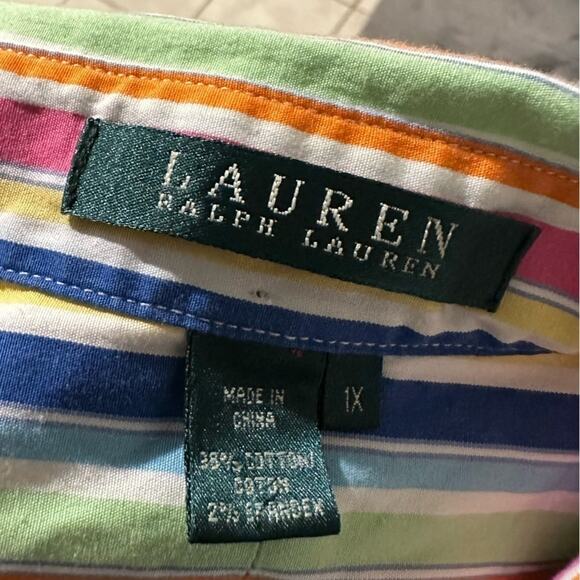 LAUREN
RALPH LAUREN
MADE IN
CHINA
1X
98% COTTON/
COTON
2% SPANDEX